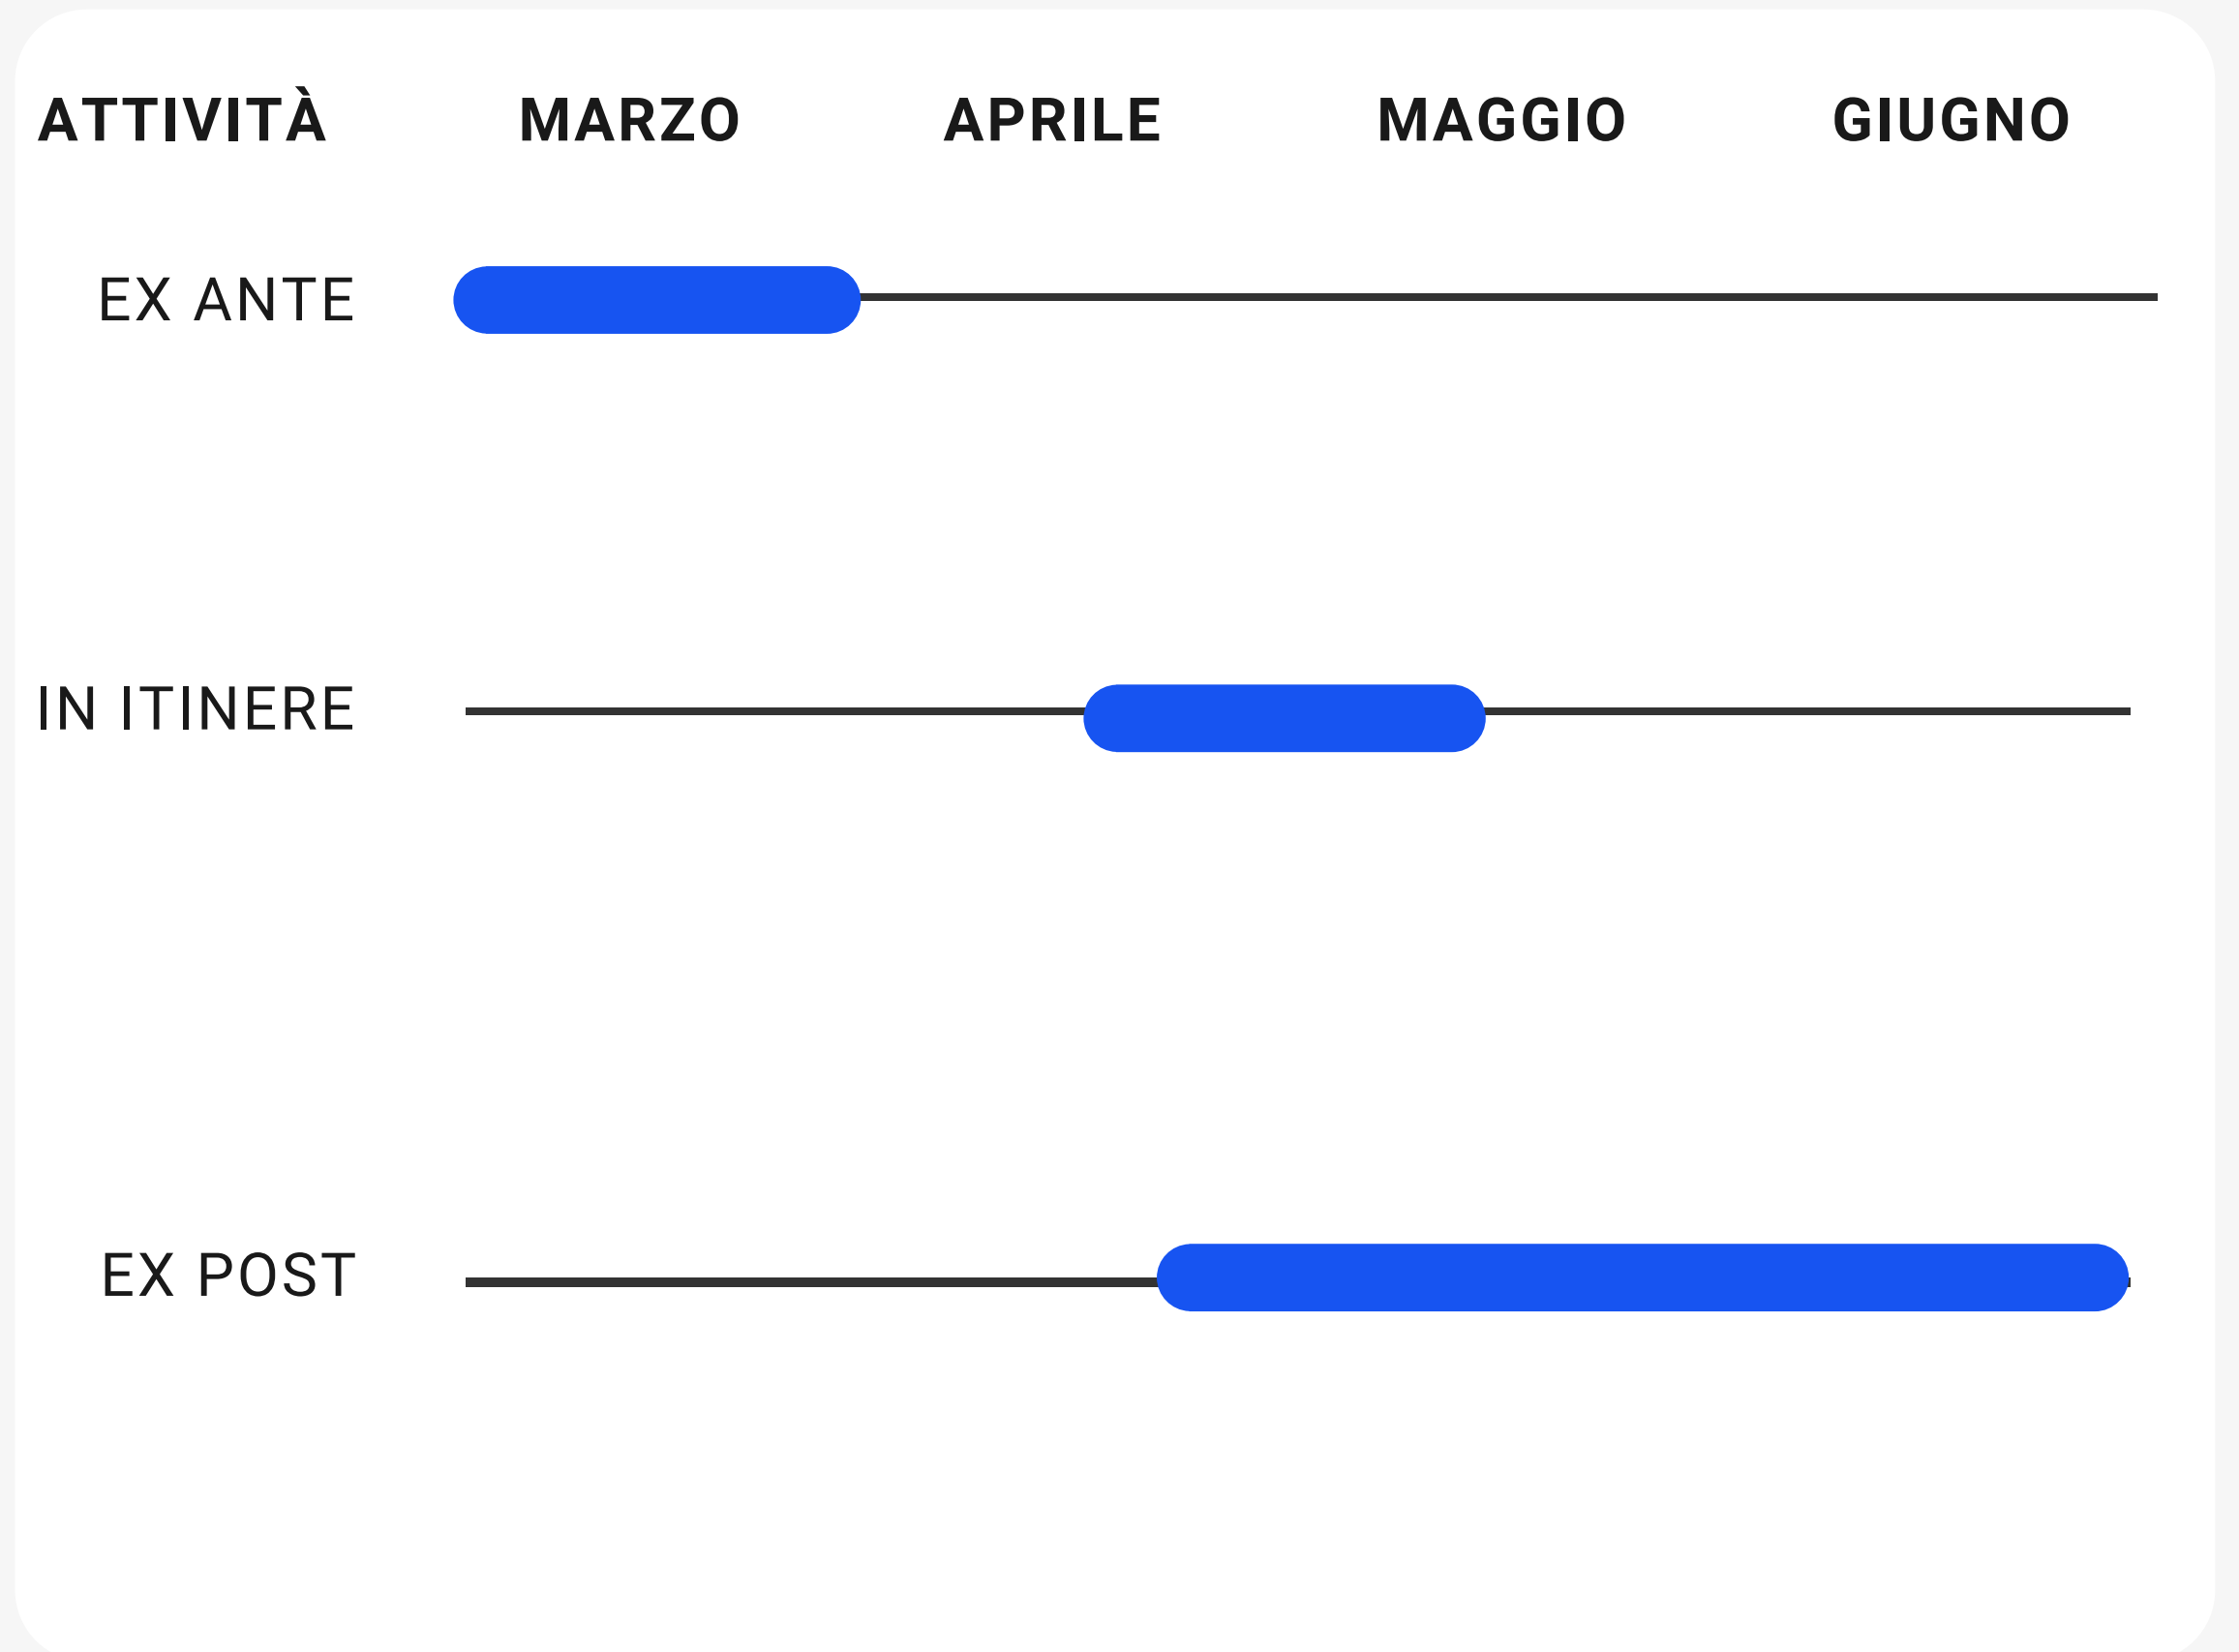 ATTIVITÀ MARZO APRILE MAGGIO GIUGNO
EX ANTE
IN ITINERE
EX POST